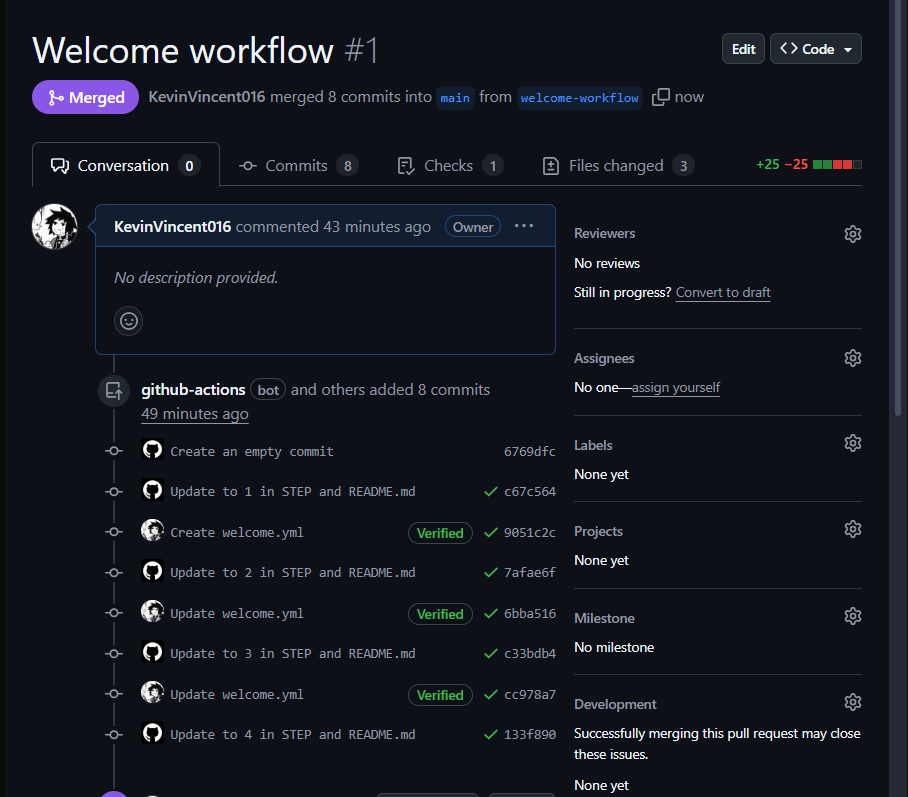 Welcome workflow #1
Edit
Code
Merged
KevinVincent016 merged 8 commits into main from welcome-workflow now
Conversation 0
Commits 8
Checks 1
Files changed 3
+25 −25
KevinVincent016 commented 43 minutes ago
Owner
No description provided.
github-actions bot and others added 8 commits
49 minutes ago
Create an empty commit 6769dfc
Update to 1 in STEP and README.md c67c564
Create welcome.yml Verified 9051c2c
Update to 2 in STEP and README.md 7afae6f
Update welcome.yml Verified 6bba516
Update to 3 in STEP and README.md c33bdb4
Update welcome.yml Verified cc978a7
Update to 4 in STEP and README.md 133f890
Reviewers
No reviews
Still in progress? Convert to draft
Assignees
No one—assign yourself
Labels
None yet
Projects
None yet
Milestone
No milestone
Development
Successfully merging this pull request may close
these issues.
None yet